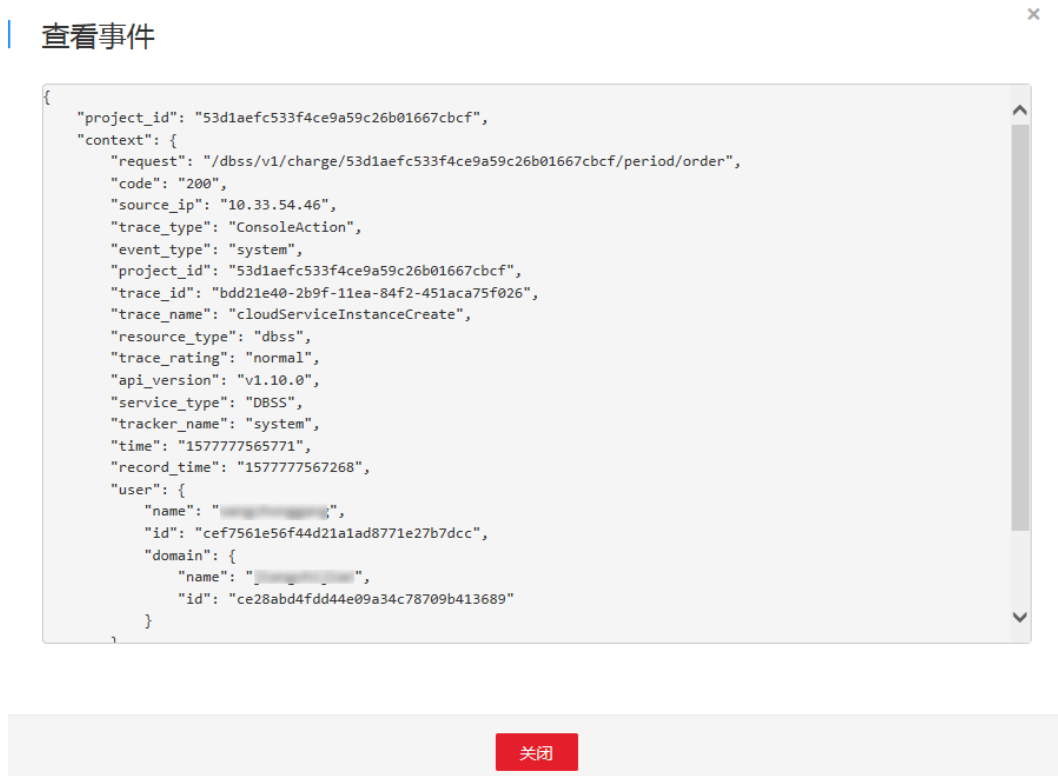 ×
查看事件
{
"project_id": "53d1aefc533f4ce9a59c26b01667cbcf",
"context": {
"request": "/dbss/v1/charge/53d1aefc533f4ce9a59c26b01667cbcf/period/order",
"code": "200",
"source_ip": "10.33.54.46",
"trace_type": "ConsoleAction",
"event_type": "system",
"project_id": "53d1aefc533f4ce9a59c26b01667cbcf",
"trace_id": "bdd21e40-2b9f-11ea-84f2-451aca75f026",
"trace_name": "cloudServiceInstanceCreate",
"resource_type": "dbss",
"trace_rating": "normal",
"api_version": "v1.10.0",
"service_type": "DBSS",
"tracker_name": "system",
"time": "1577777565771",
"record_time": "1577777567268",
"user": {
"name": "",
"id": "cef7561e56f44d21a1ad8771e27b7dcc",
"domain": {
"name": "",
"id": "ce28abd4fdd44e09a34c78709b413689"
}
}
关闭